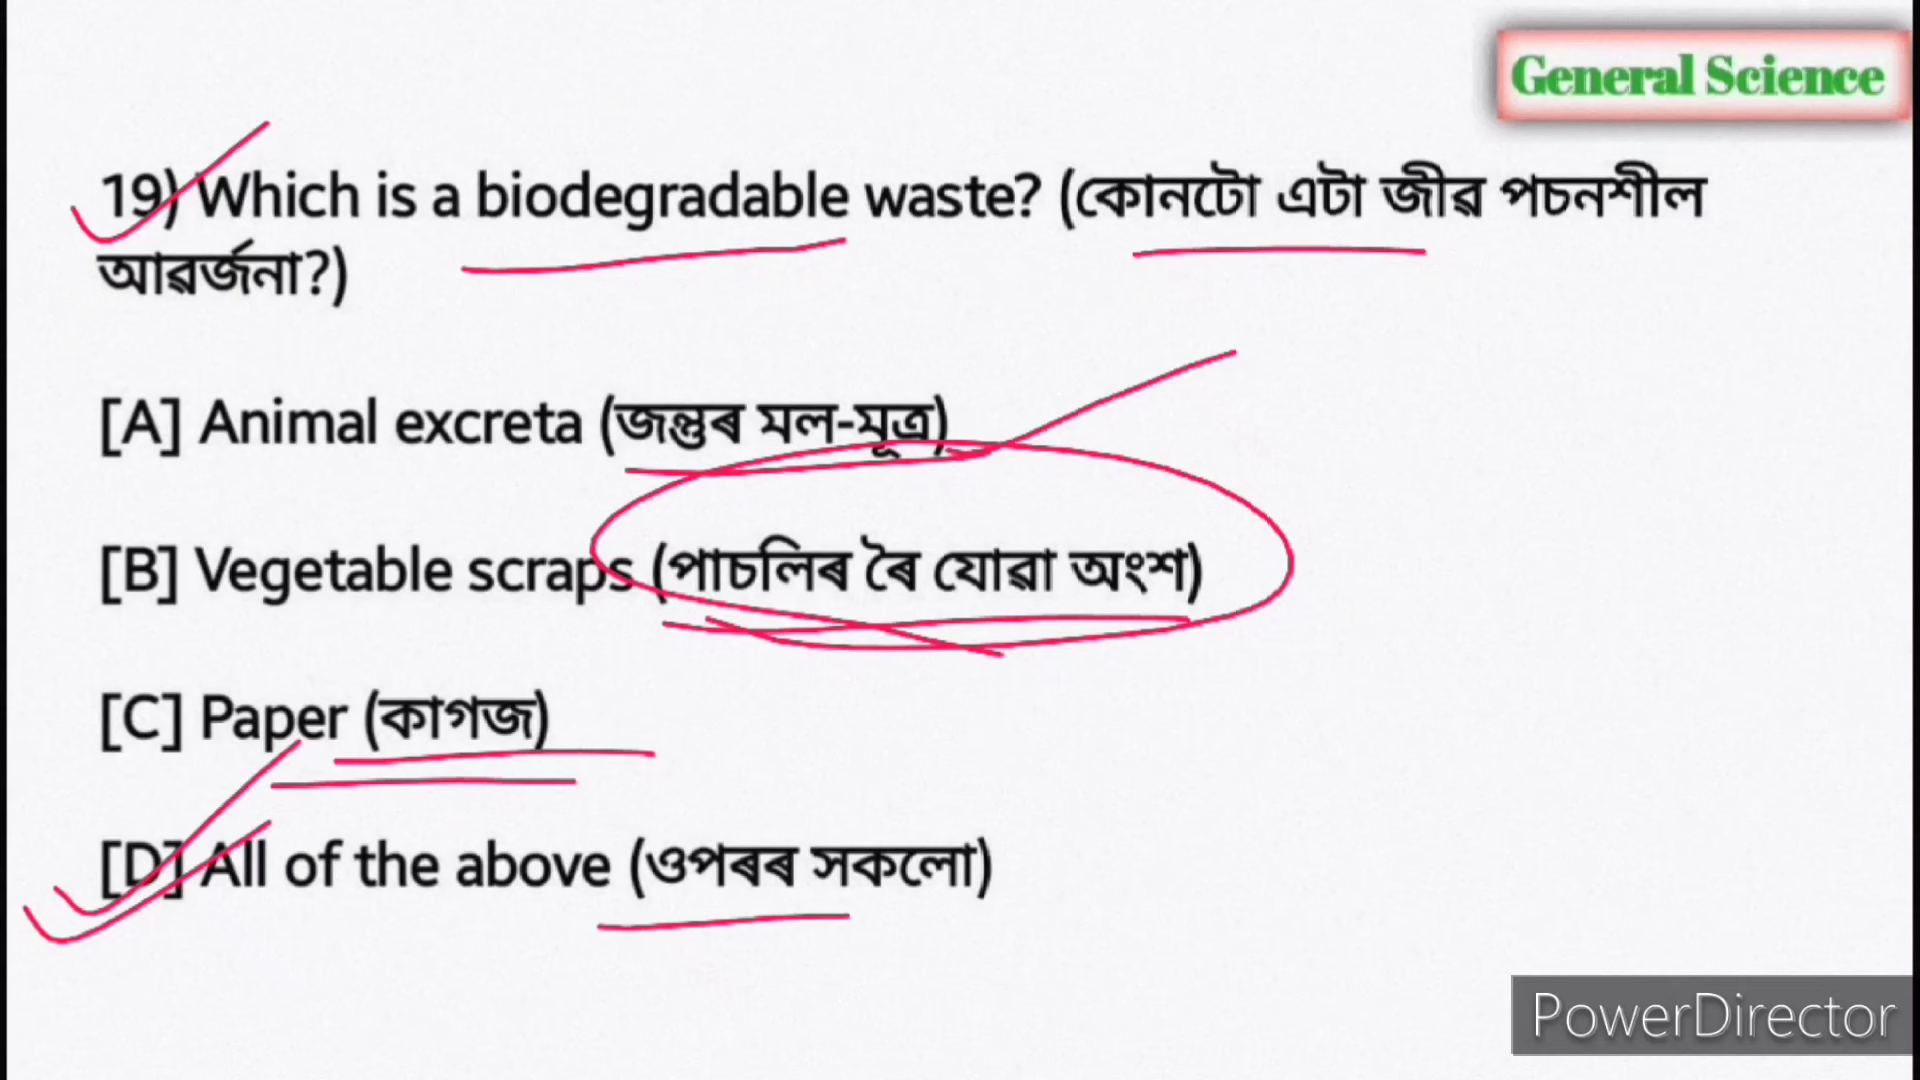 General Science
19) Which is a biodegradable waste? (কোনটো এটা জীৱ পচনশীল
আৱৰ্জনা?)
[A] Animal excreta (জন্তুৰ মল-মূত্ৰ)
[B] Vegetable scraps (পাচলিৰ ৰৈ যোৱা অংশ)
[C] Paper (কাগজ)
[D] All of the above (ওপৰৰ সকলো)
PowerDirector